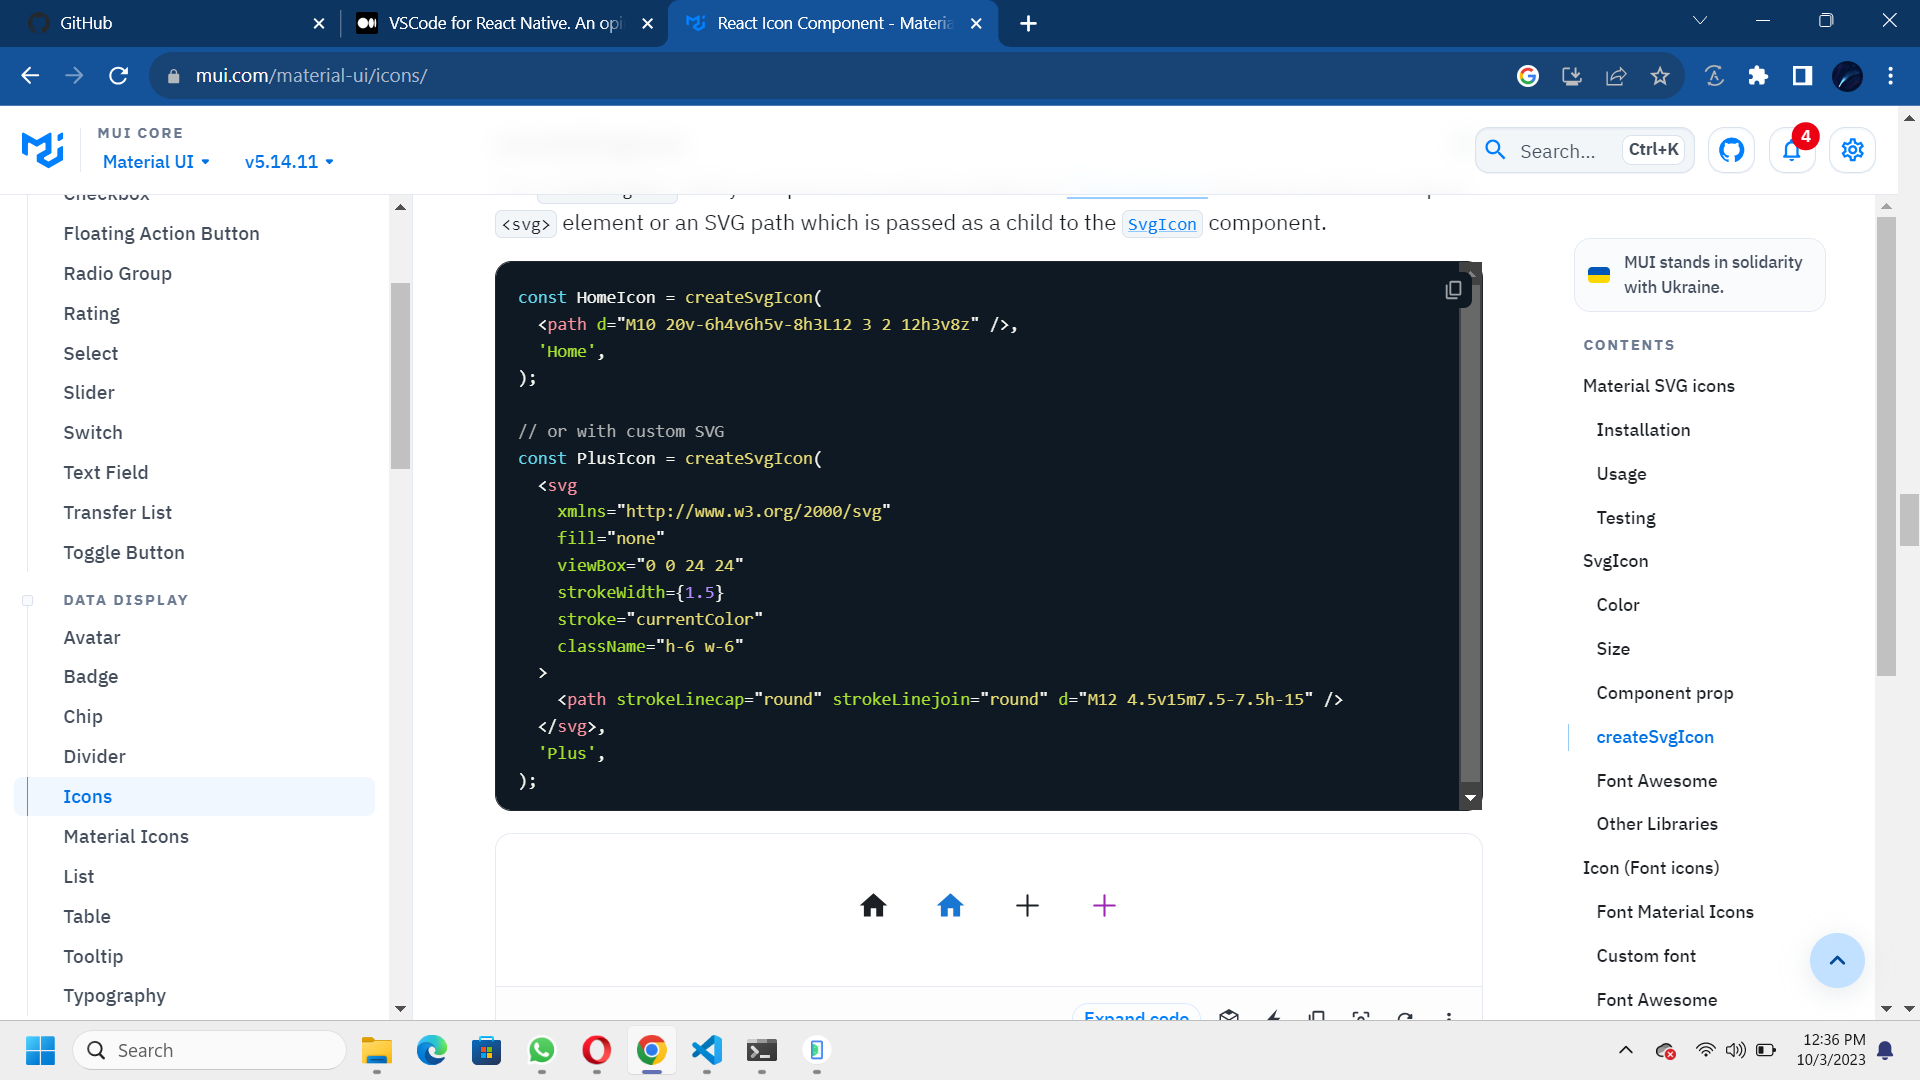 GitHub
VSCode for React Native. An opi
React Icon Component - Materia
mui.com/material-ui/icons/
MUI CORE
Material UI
v5.14.11
Search…
Ctrl+K
4
Checkbox
Floating Action Button
Radio Group
Rating
Select
Slider
Switch
Text Field
Transfer List
Toggle Button
DATA DISPLAY
Avatar
Badge
Chip
Divider
Icons
Material Icons
List
Table
Tooltip
Typography
<svg> element or an SVG path which is passed as a child to the SvgIcon component.
const HomeIcon = createSvgIcon(
<path d="M10 20v-6h4v6h5v-8h3L12 3 2 12h3v8z" />,
'Home',
);
// or with custom SVG
const PlusIcon = createSvgIcon(
<svg
xmlns="http://www.w3.org/2000/svg"
fill="none"
viewBox="0 0 24 24"
strokeWidth={1.5}
stroke="currentColor"
className="h-6 w-6"
>
<path strokeLinecap="round" strokeLinejoin="round" d="M12 4.5v15m7.5-7.5h-15" />
</svg>,
'Plus',
);
Expand code
MUI stands in solidarity
with Ukraine.
CONTENTS
Material SVG icons
Installation
Usage
Testing
SvgIcon
Color
Size
Component prop
createSvgIcon
Font Awesome
Other Libraries
Icon (Font icons)
Font Material Icons
Custom font
Font Awesome
Search
12:36 PM
10/3/2023